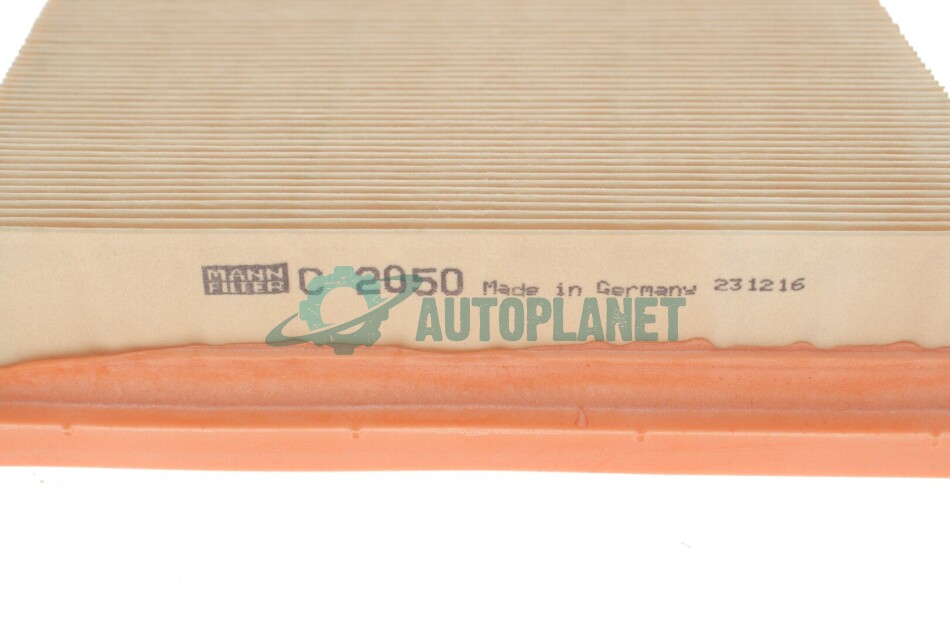 MANN FILTER C 2050 Made in Germany 231216
AUTOPLANET